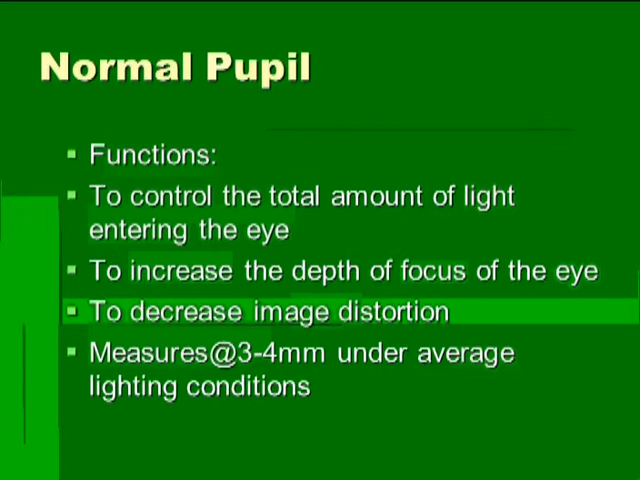 Normal Pupil
Functions:
To control the total amount of light
entering the eye
To increase the depth of focus of the eye
To decrease image distortion
Measures@3-4mm under average
lighting conditions